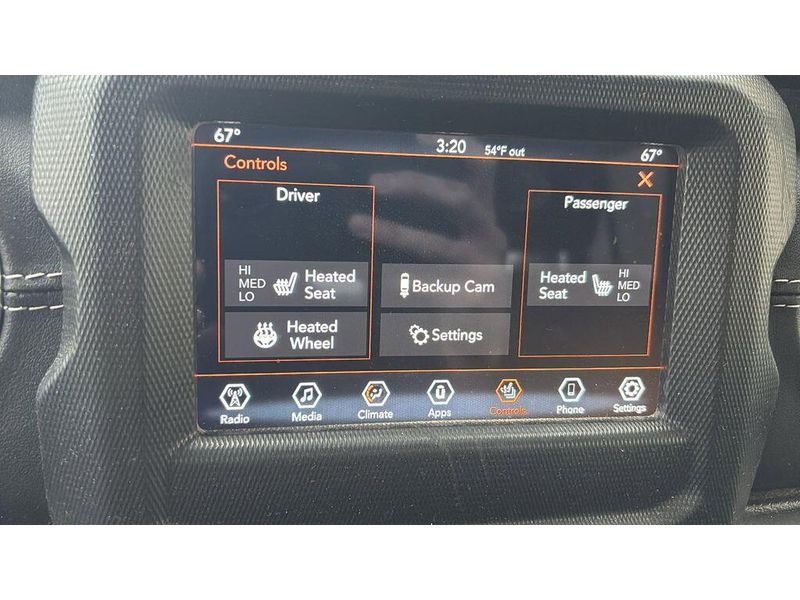 67° 3:20 54°F out 67°
Controls X
Driver
Passenger
HI
MED
LO
Heated
Seat
Backup Cam
Heated
Seat
HI
MED
LO
Heated
Wheel
Settings
Radio Media Climate Apps Controls Phone Settings